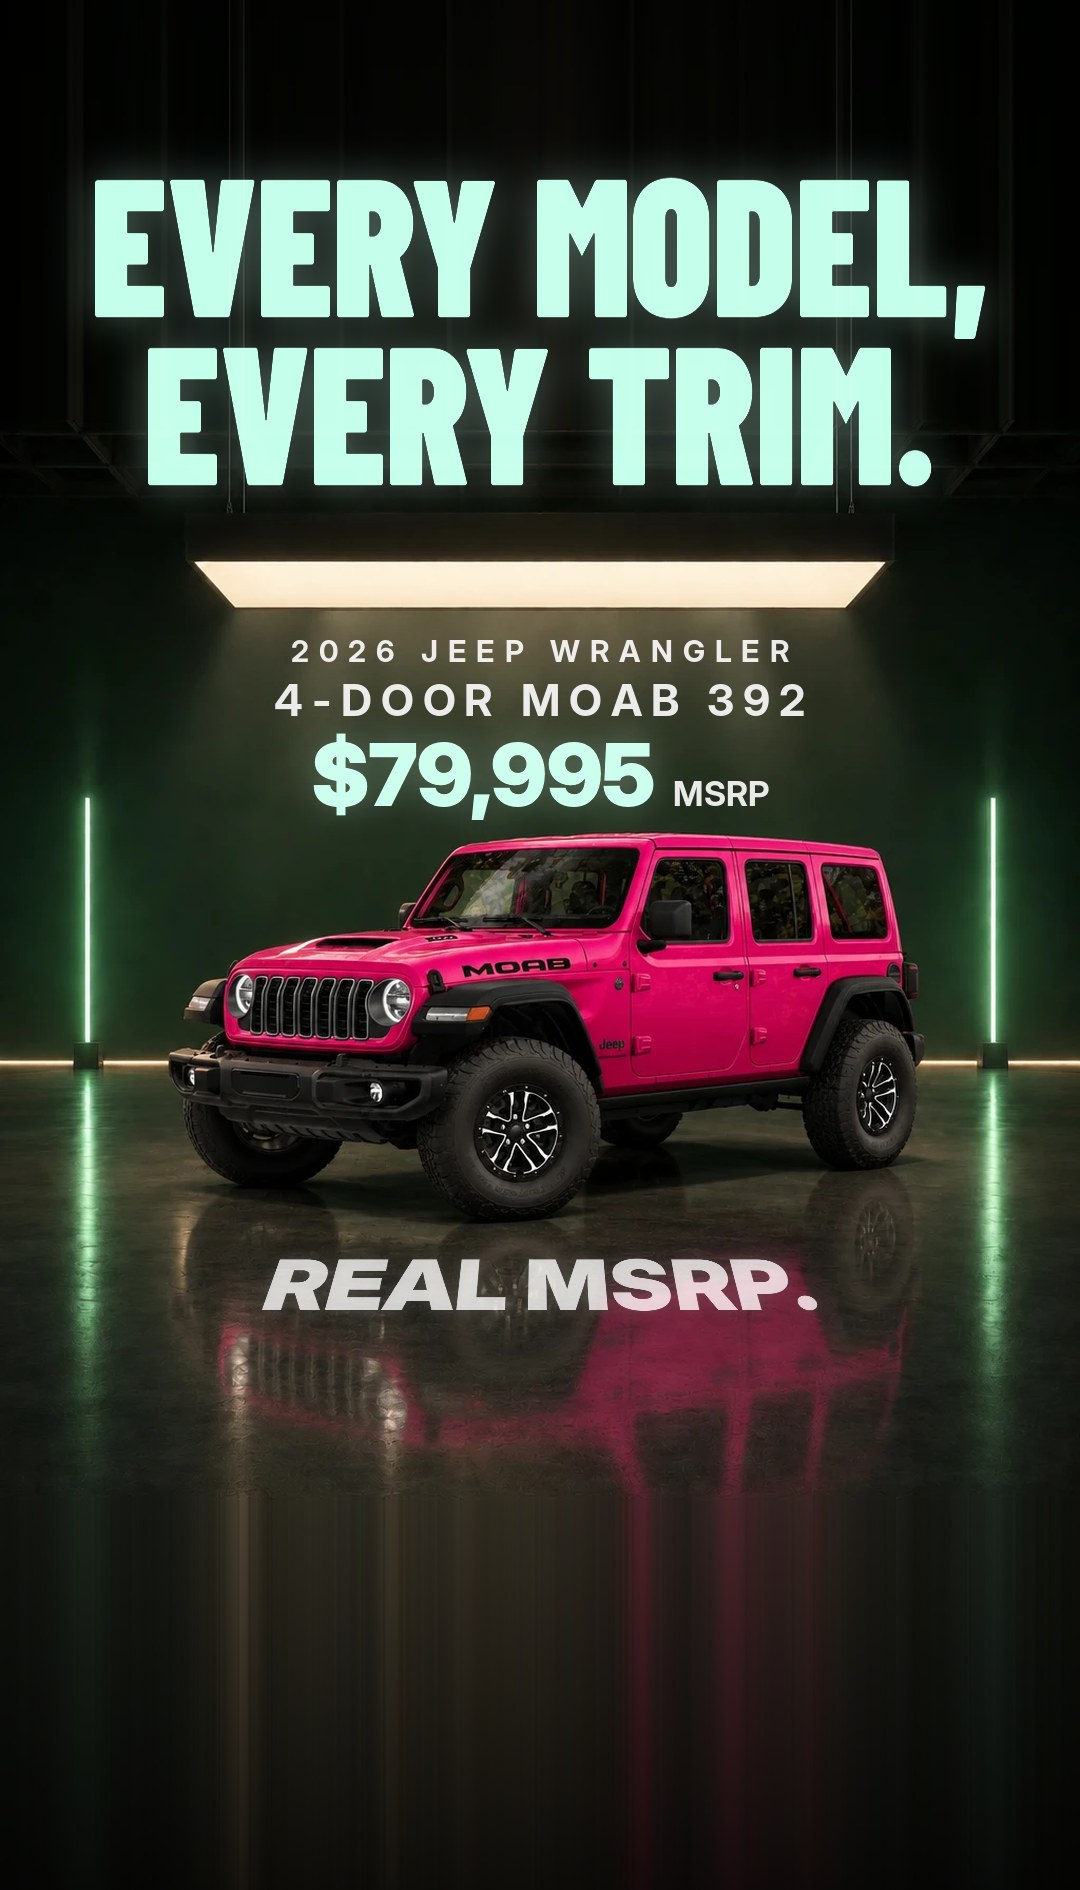 EVERY MODEL,
EVERY TRIM.
2026 JEEP WRANGLER
4-DOOR MOAB 392
$79,995 MSRP
MOAB
Jeep
REAL MSRP.